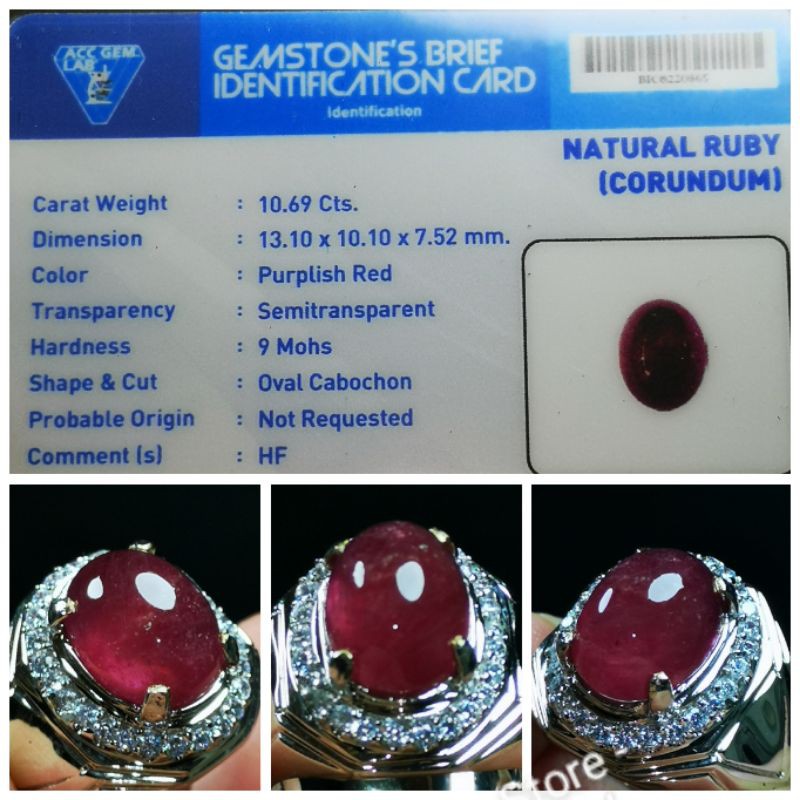 ACC GEM
LAB
GEMSTONE'S BRIEF
IDENTIFICATION CARD
Identification
NATURAL RUBY
(CORUNDUM)
Carat Weight : 10.69 Cts.
Dimension : 13.10 x 10.10 x 7.52 mm.
Color : Purplish Red
Transparency : Semitransparent
Hardness : 9 Mohs
Shape & Cut : Oval Cabochon
Probable Origin : Not Requested
Comment (s) : HF
Store